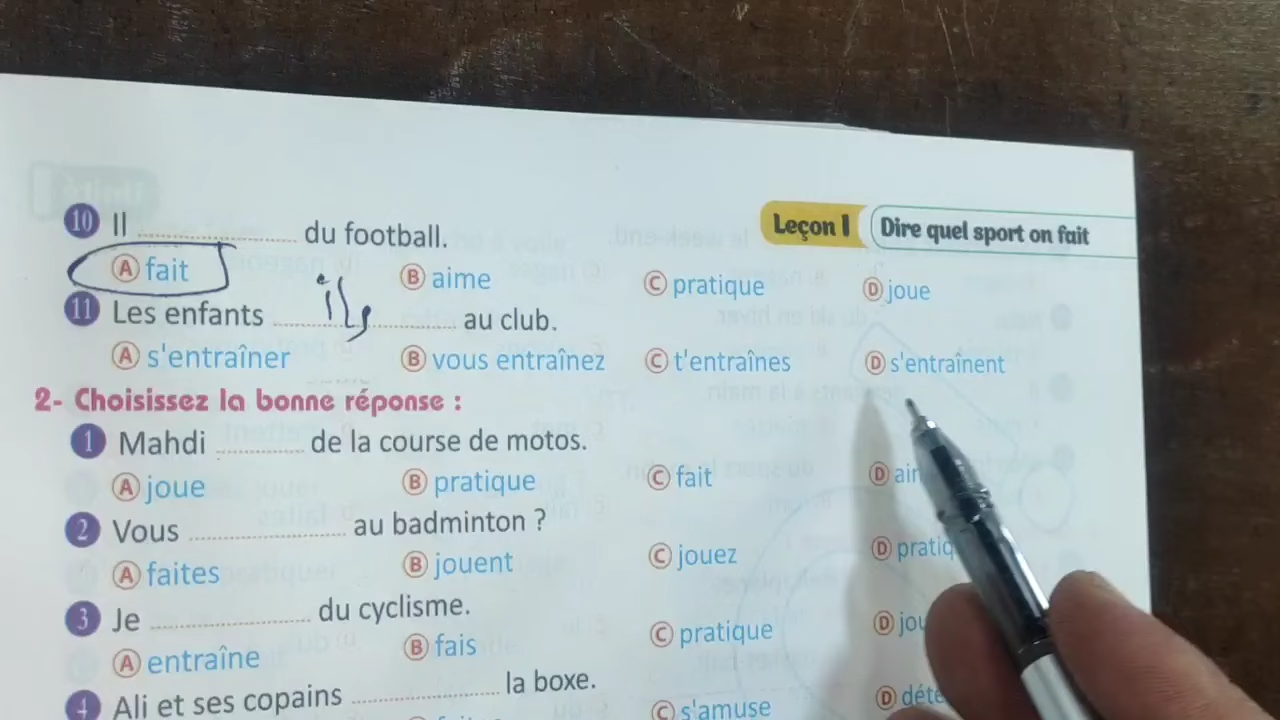 Leçon 1 Dire quel sport on fait
10 Il ............ du football.
A fait B aime C pratique D joue
ils
11 Les enfants ............ au club.
A s'entraîner B vous entraînez C t'entraînes D s'entraînent
2- Choisissez la bonne réponse :
1 Mahdi ............ de la course de motos.
A joue B pratique C fait D
2 Vous ............ au badminton ?
A faites B jouent C jouez D
3 Je ............ du cyclisme.
A entraîne B fais C pratique D
4 Ali et ses copains ............ la boxe.
C s'amuse D